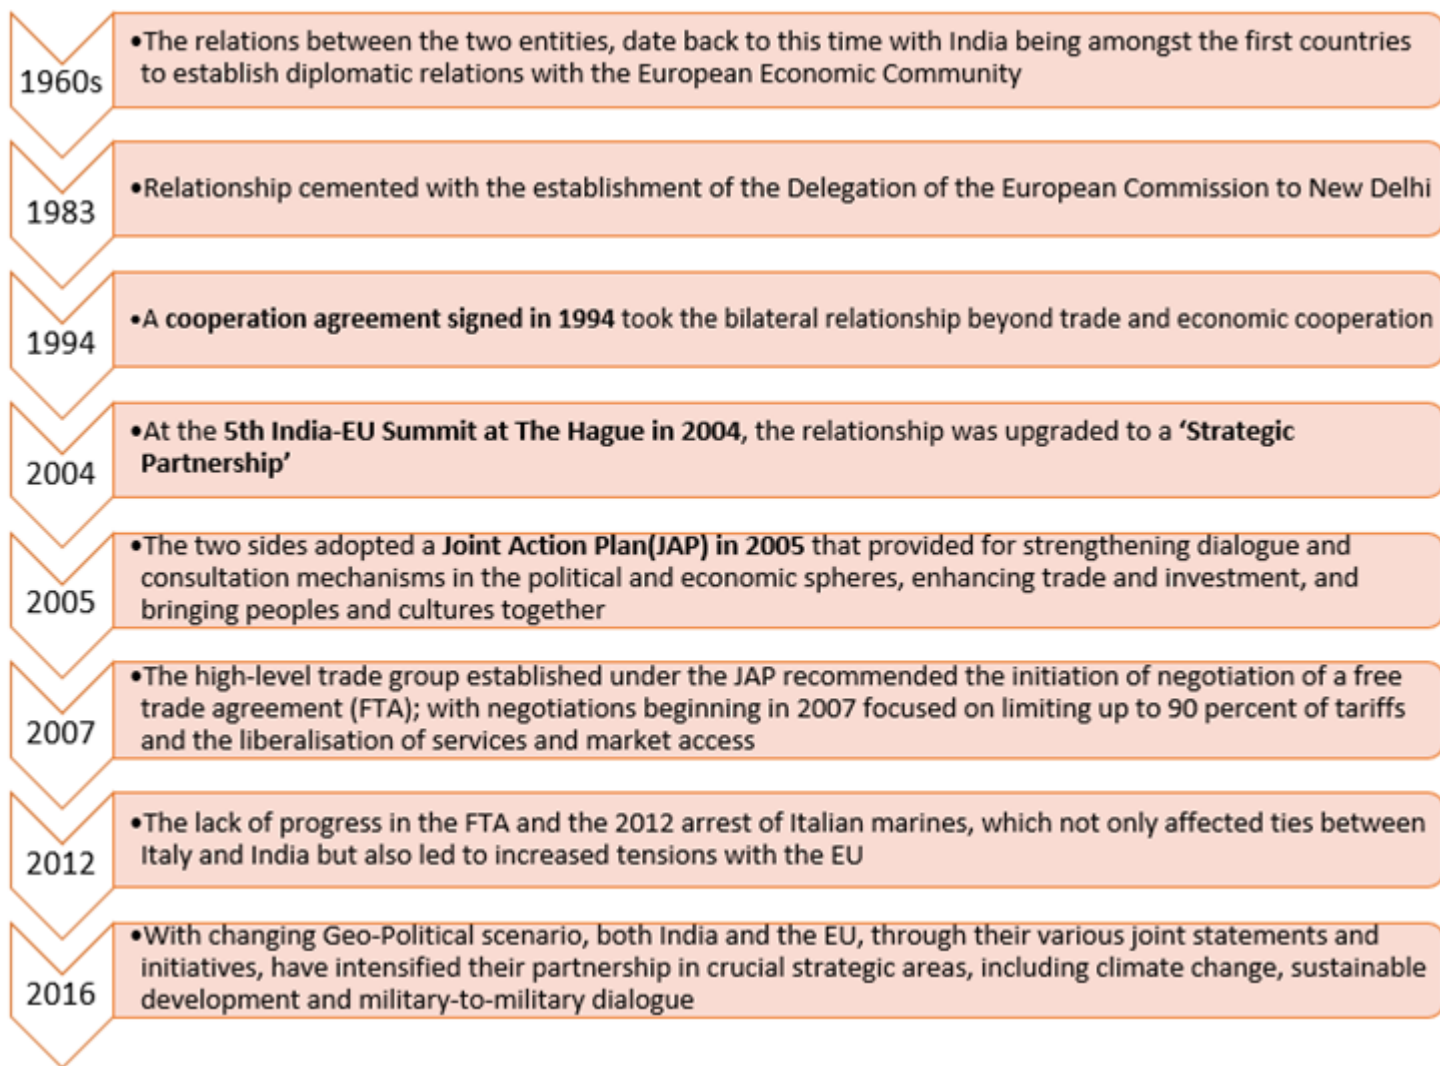 1960s
•The relations between the two entities, date back to this time with India being amongst the first countries
to establish diplomatic relations with the European Economic Community
1983
•Relationship cemented with the establishment of the Delegation of the European Commission to New Delhi
1994
•A cooperation agreement signed in 1994 took the bilateral relationship beyond trade and economic cooperation
2004
•At the 5th India-EU Summit at The Hague in 2004, the relationship was upgraded to a ‘Strategic
Partnership’
2005
•The two sides adopted a Joint Action Plan(JAP) in 2005 that provided for strengthening dialogue and
consultation mechanisms in the political and economic spheres, enhancing trade and investment, and
bringing peoples and cultures together
2007
•The high-level trade group established under the JAP recommended the initiation of negotiation of a free
trade agreement (FTA); with negotiations beginning in 2007 focused on limiting up to 90 percent of tariffs
and the liberalisation of services and market access
2012
•The lack of progress in the FTA and the 2012 arrest of Italian marines, which not only affected ties between
Italy and India but also led to increased tensions with the EU
2016
•With changing Geo-Political scenario, both India and the EU, through their various joint statements and
initiatives, have intensified their partnership in crucial strategic areas, including climate change, sustainable
development and military-to-military dialogue